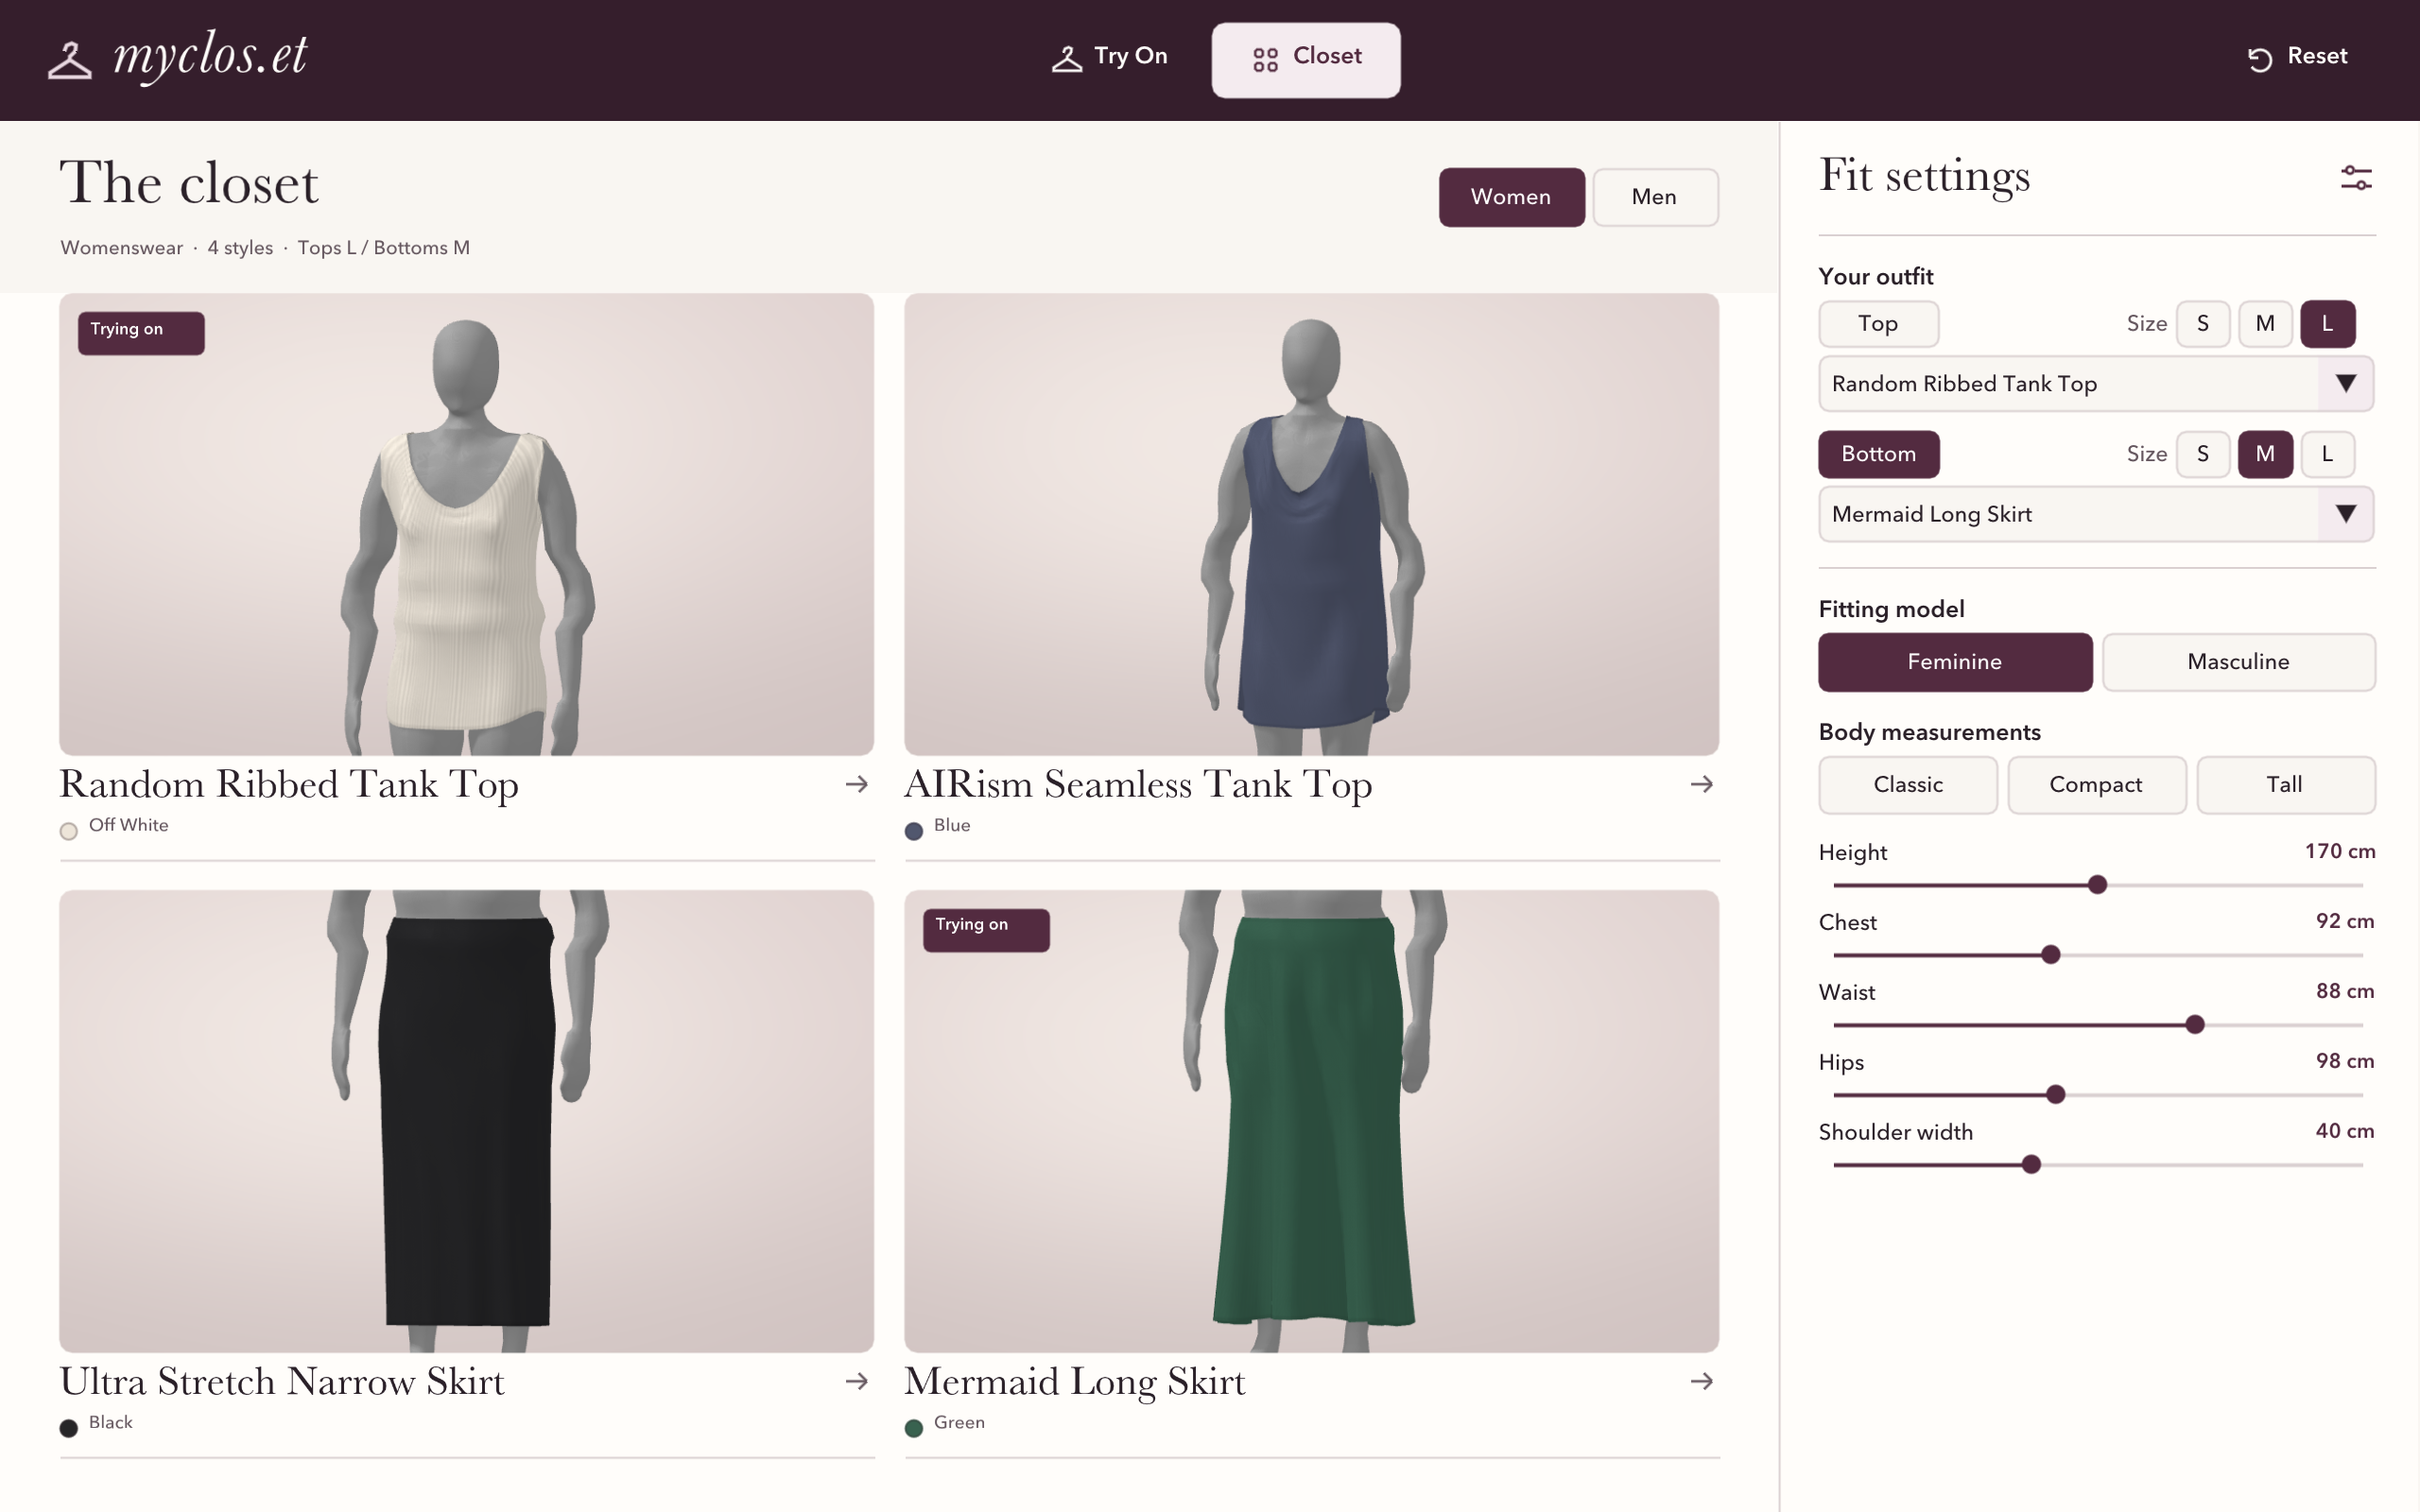 myclos.et
Try On
Closet
Reset
The closet
Womenswear · 4 styles · Tops L / Bottoms M
Women
Men
Trying on
Random Ribbed Tank Top
Off White
AIRism Seamless Tank Top
Blue
Ultra Stretch Narrow Skirt
Black
Trying on
Mermaid Long Skirt
Green
Fit settings
Your outfit
Top Size S M L
Random Ribbed Tank Top
Bottom Size S M L
Mermaid Long Skirt
Fitting model
Feminine Masculine
Body measurements
Classic Compact Tall
Height 170 cm
Chest 92 cm
Waist 88 cm
Hips 98 cm
Shoulder width 40 cm